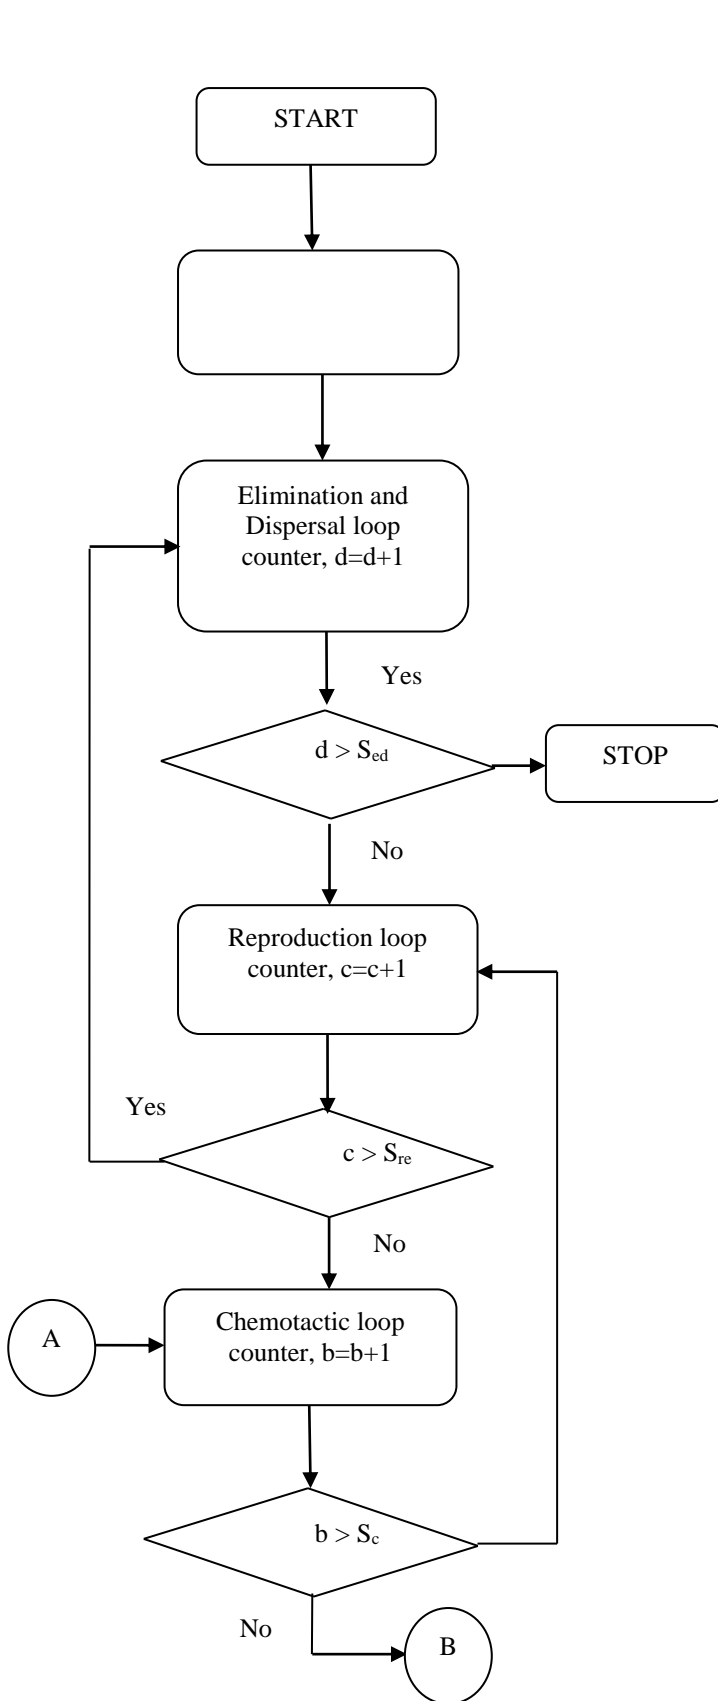 START
Elimination and
Dispersal loop
counter, d=d+1
Yes
d > Sed
STOP
No
Reproduction loop
counter, c=c+1
Yes
c > Sre
No
A
Chemotactic loop
counter, b=b+1
b > Sc
No
B